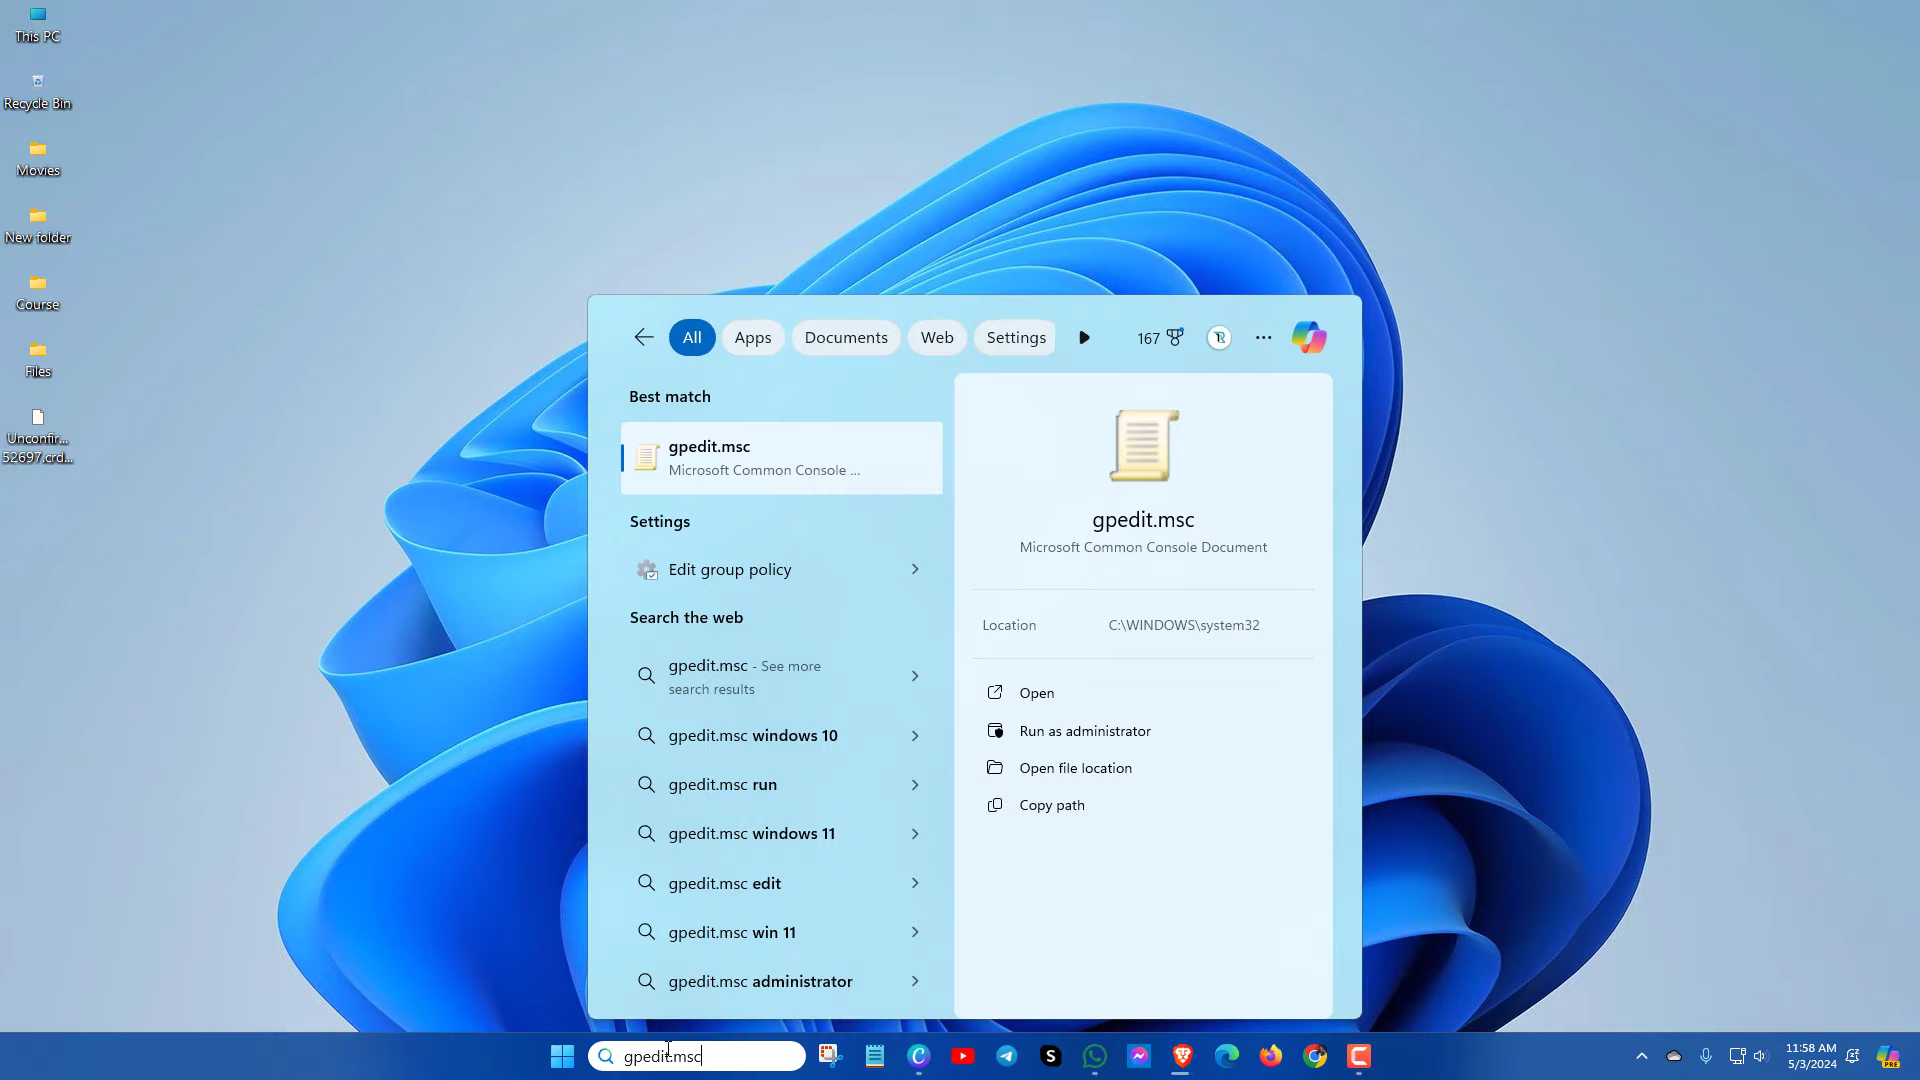 This PC
Recycle Bin
Movies
New folder
Course
Files
Unconfir...
52697.crd...
All
Apps
Documents
Web
Settings
167
Best match
gpedit.msc
Microsoft Common Console ...
Settings
Edit group policy
Search the web
gpedit.msc - See more
search results
gpedit.msc windows 10
gpedit.msc run
gpedit.msc windows 11
gpedit.msc edit
gpedit.msc win 11
gpedit.msc administrator
gpedit.msc
Microsoft Common Console Document
Location C:\WINDOWS\system32
Open
Run as administrator
Open file location
Copy path
gpedit.msc
11:58 AM
5/3/2024
PRE